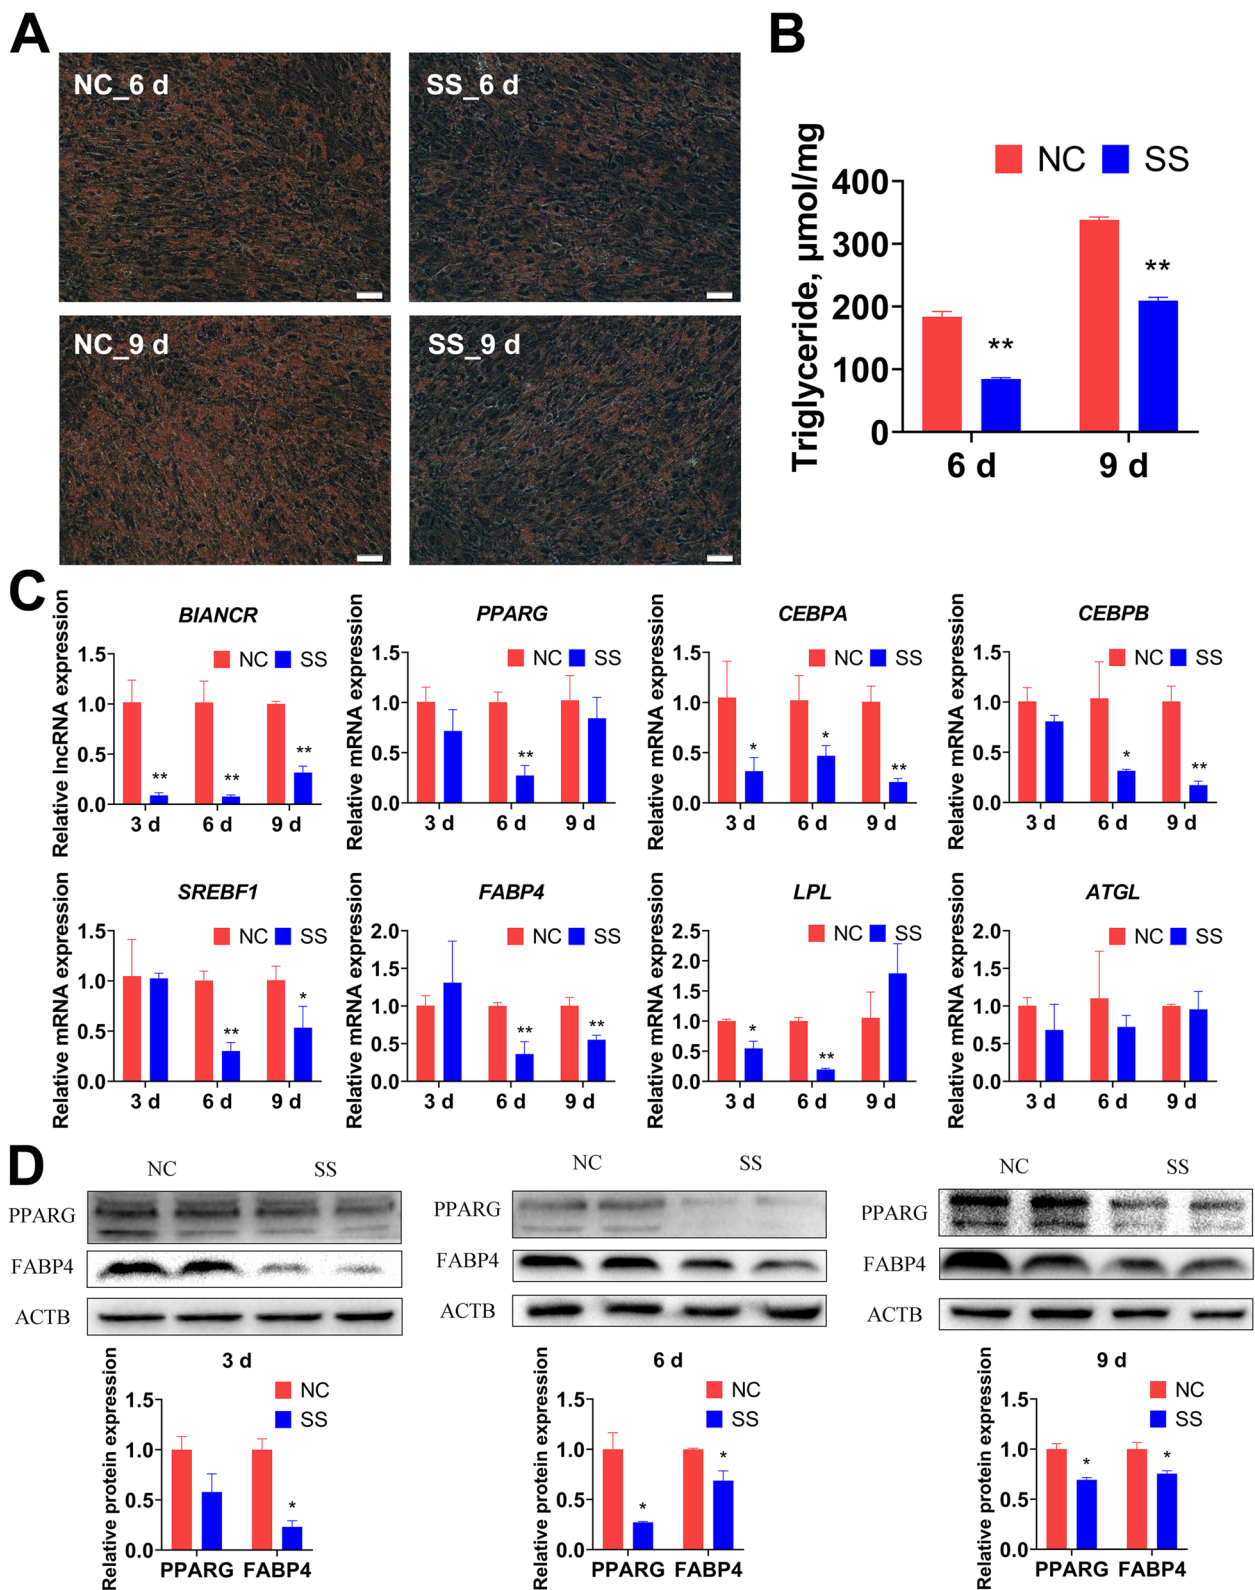 A
NC_6 d
SS_6 d
NC_9 d
SS_9 d
B
NC SS
Triglyceride, μmol/mg
400
300
200
100
0
**
**
6 d 9 d
C
BIANCR
Relative lncRNA expression
NC SS
1.5
1.0
0.5
0.0
** ** **
3 d 6 d 9 d
PPARG
Relative mRNA expression
NC SS
1.5
1.0
0.5
0.0
**
3 d 6 d 9 d
CEBPA
Relative mRNA expression
NC SS
1.5
1.0
0.5
0.0
* * **
3 d 6 d 9 d
CEBPB
Relative mRNA expression
NC SS
1.5
1.0
0.5
0.0
* **
3 d 6 d 9 d
SREBF1
Relative mRNA expression
NC SS
1.5
1.0
0.5
0.0
** *
3 d 6 d 9 d
FABP4
Relative mRNA expression
NC SS
2.0
1.5
1.0
0.5
0.0
** **
3 d 6 d 9 d
LPL
Relative mRNA expression
NC SS
2.5
2.0
1.5
1.0
0.5
0.0
* **
3 d 6 d 9 d
ATGL
Relative mRNA expression
NC SS
2.0
1.5
1.0
0.5
0.0
3 d 6 d 9 d
D
NC SS
PPARG
FABP4
ACTB
3 d
Relative protein expression
NC
SS
1.5
1.0
0.5
0.0
*
PPARG FABP4
NC SS
PPARG
FABP4
ACTB
6 d
Relative protein expression
NC
SS
1.5
1.0
0.5
0.0
* *
PPARG FABP4
NC SS
PPARG
FABP4
ACTB
9 d
Relative protein expression
NC
SS
1.5
1.0
0.5
0.0
* *
PPARG FABP4